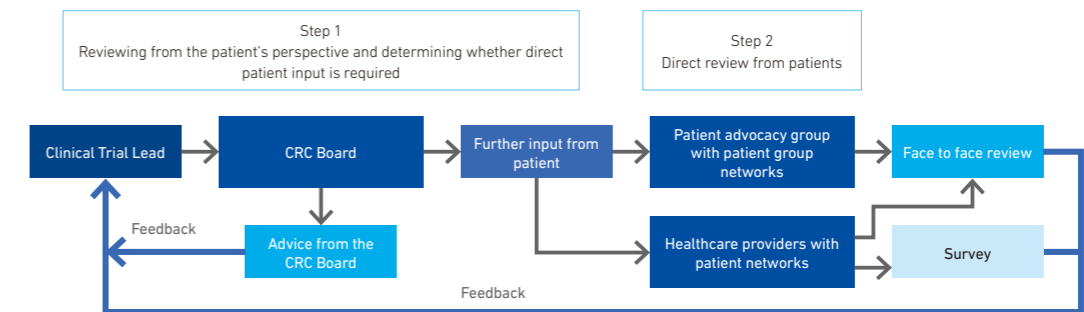 Step 1
Reviewing from the patient's perspective and determining whether direct
patient input is required
Step 2
Direct review from patients
Clinical Trial Lead
CRC Board
Further input from
patient
Patient advocacy group
with patient group
networks
Face to face review
Feedback
Advice from the
CRC Board
Healthcare providers with
patient networks
Survey
Feedback